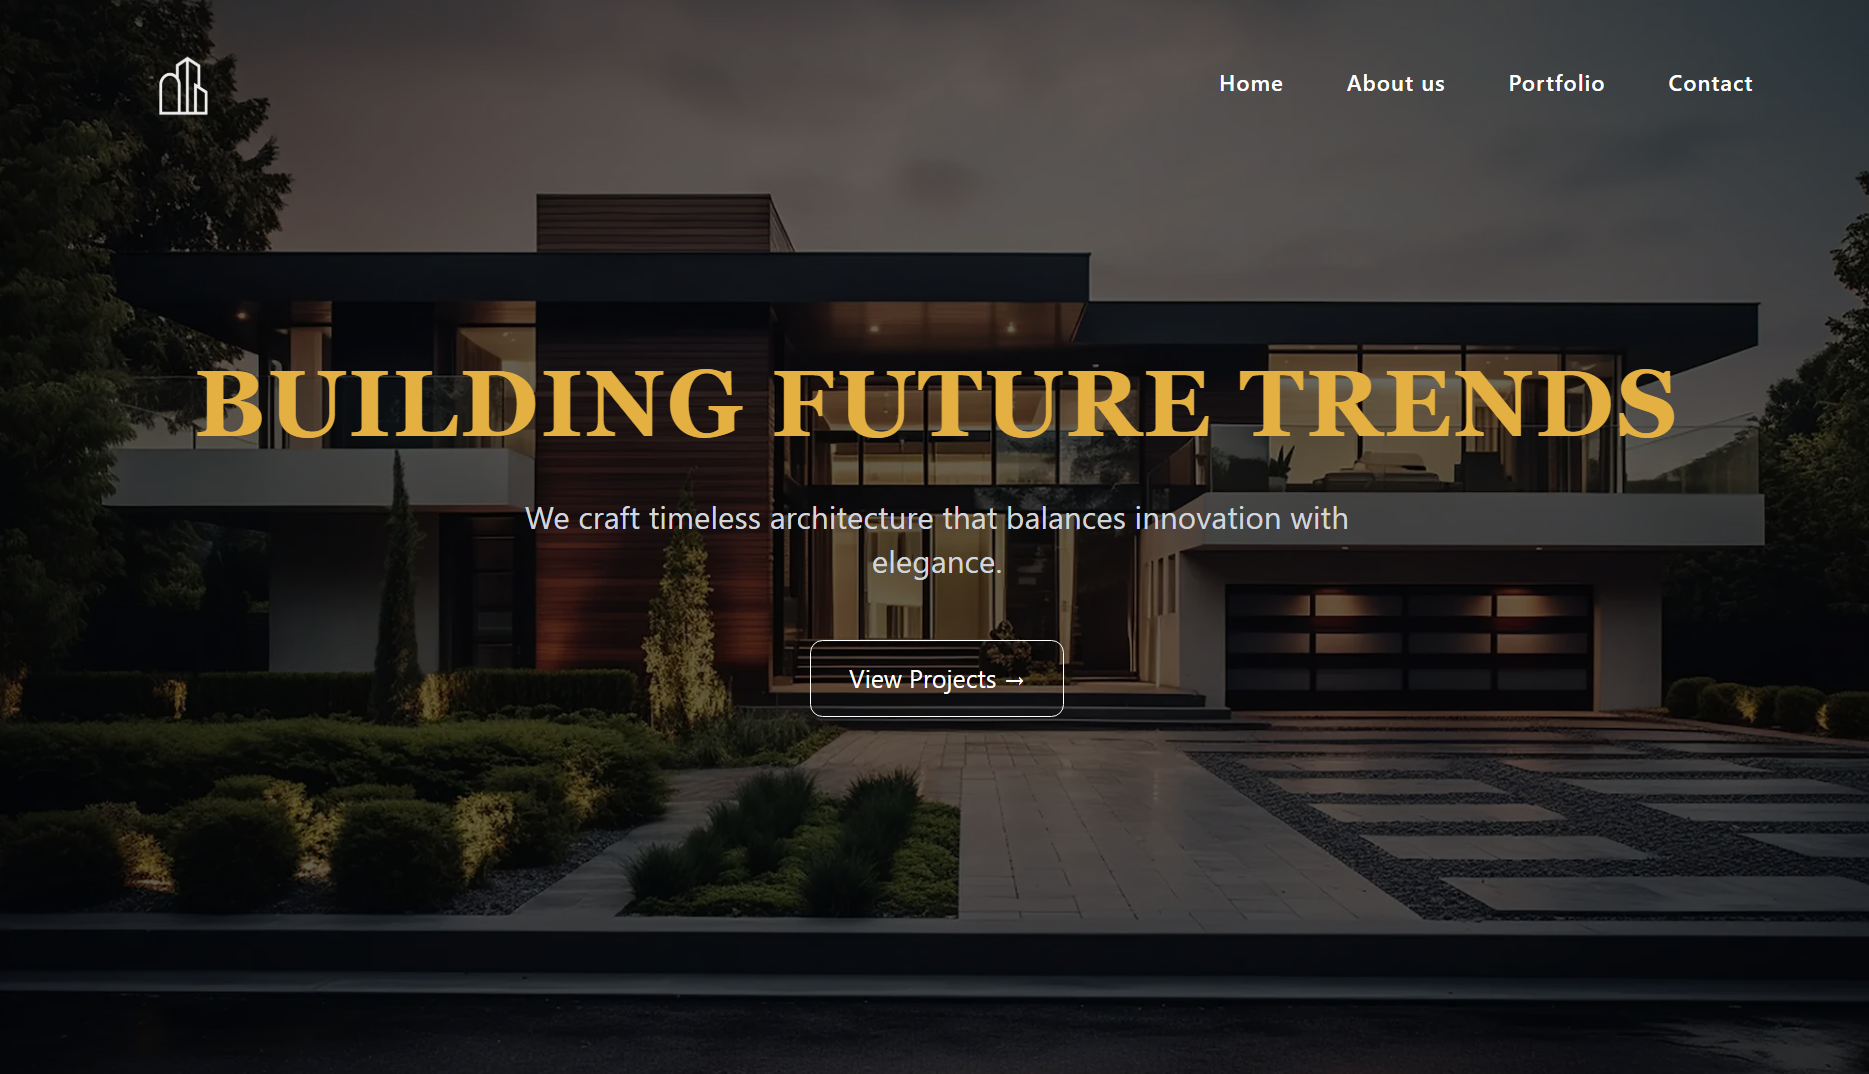 Home About us Portfolio Contact
BUILDING FUTURE TRENDS
We craft timeless architecture that balances innovation with
elegance.
View Projects →